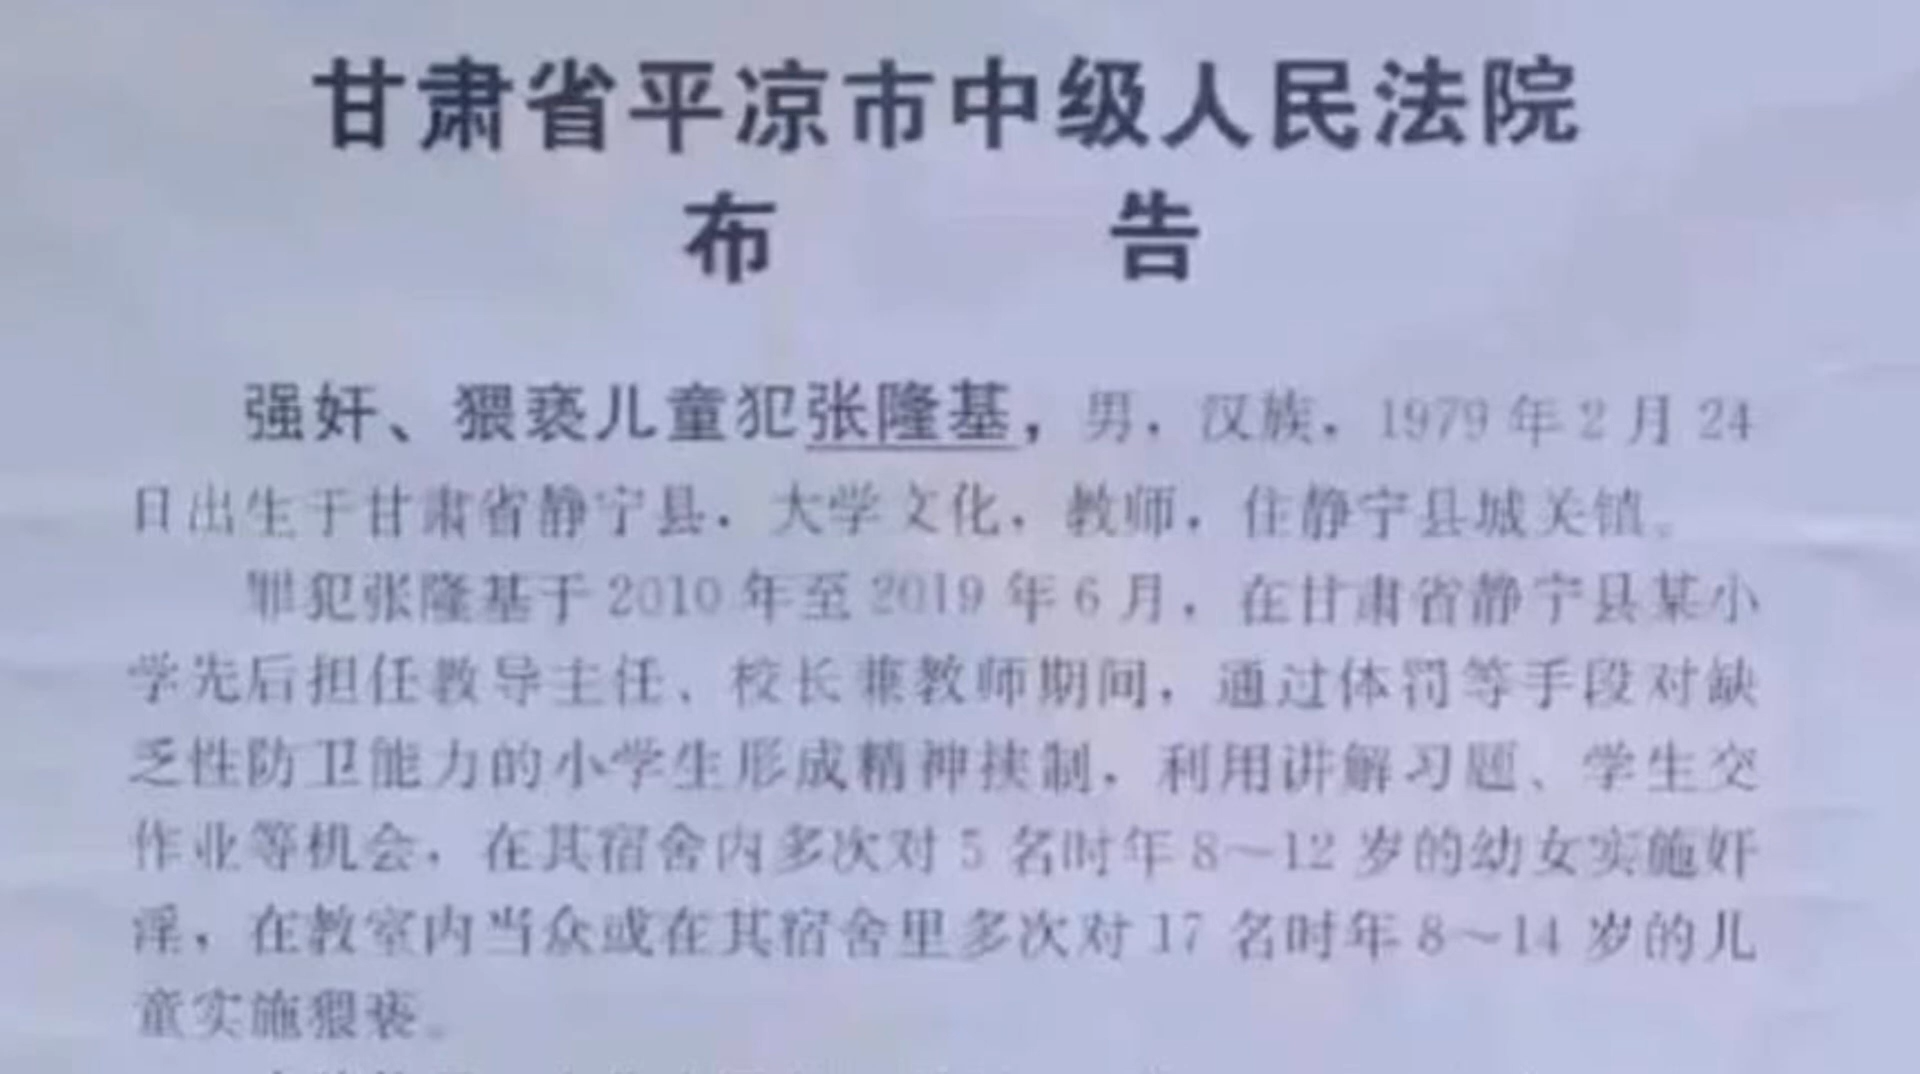 甘肃省平凉市中级人民法院
布 告
强奸、猥亵儿童犯张隆基，男，汉族，1979年2月24
日出生于甘肃省静宁县，大学文化，教师，住静宁县城关镇。
罪犯张隆基于2010年至2019年6月，在甘肃省静宁县某小
学先后担任教导主任、校长兼教师期间，通过体罚等手段对缺
乏性防卫能力的小学生形成精神挟制，利用讲解习题、学生交
作业等机会，在其宿舍内多次对5名时年8～12岁的幼女实施奸
淫，在教室内当众或在其宿舍里多次对17名时年8～14岁的儿
童实施猥亵。